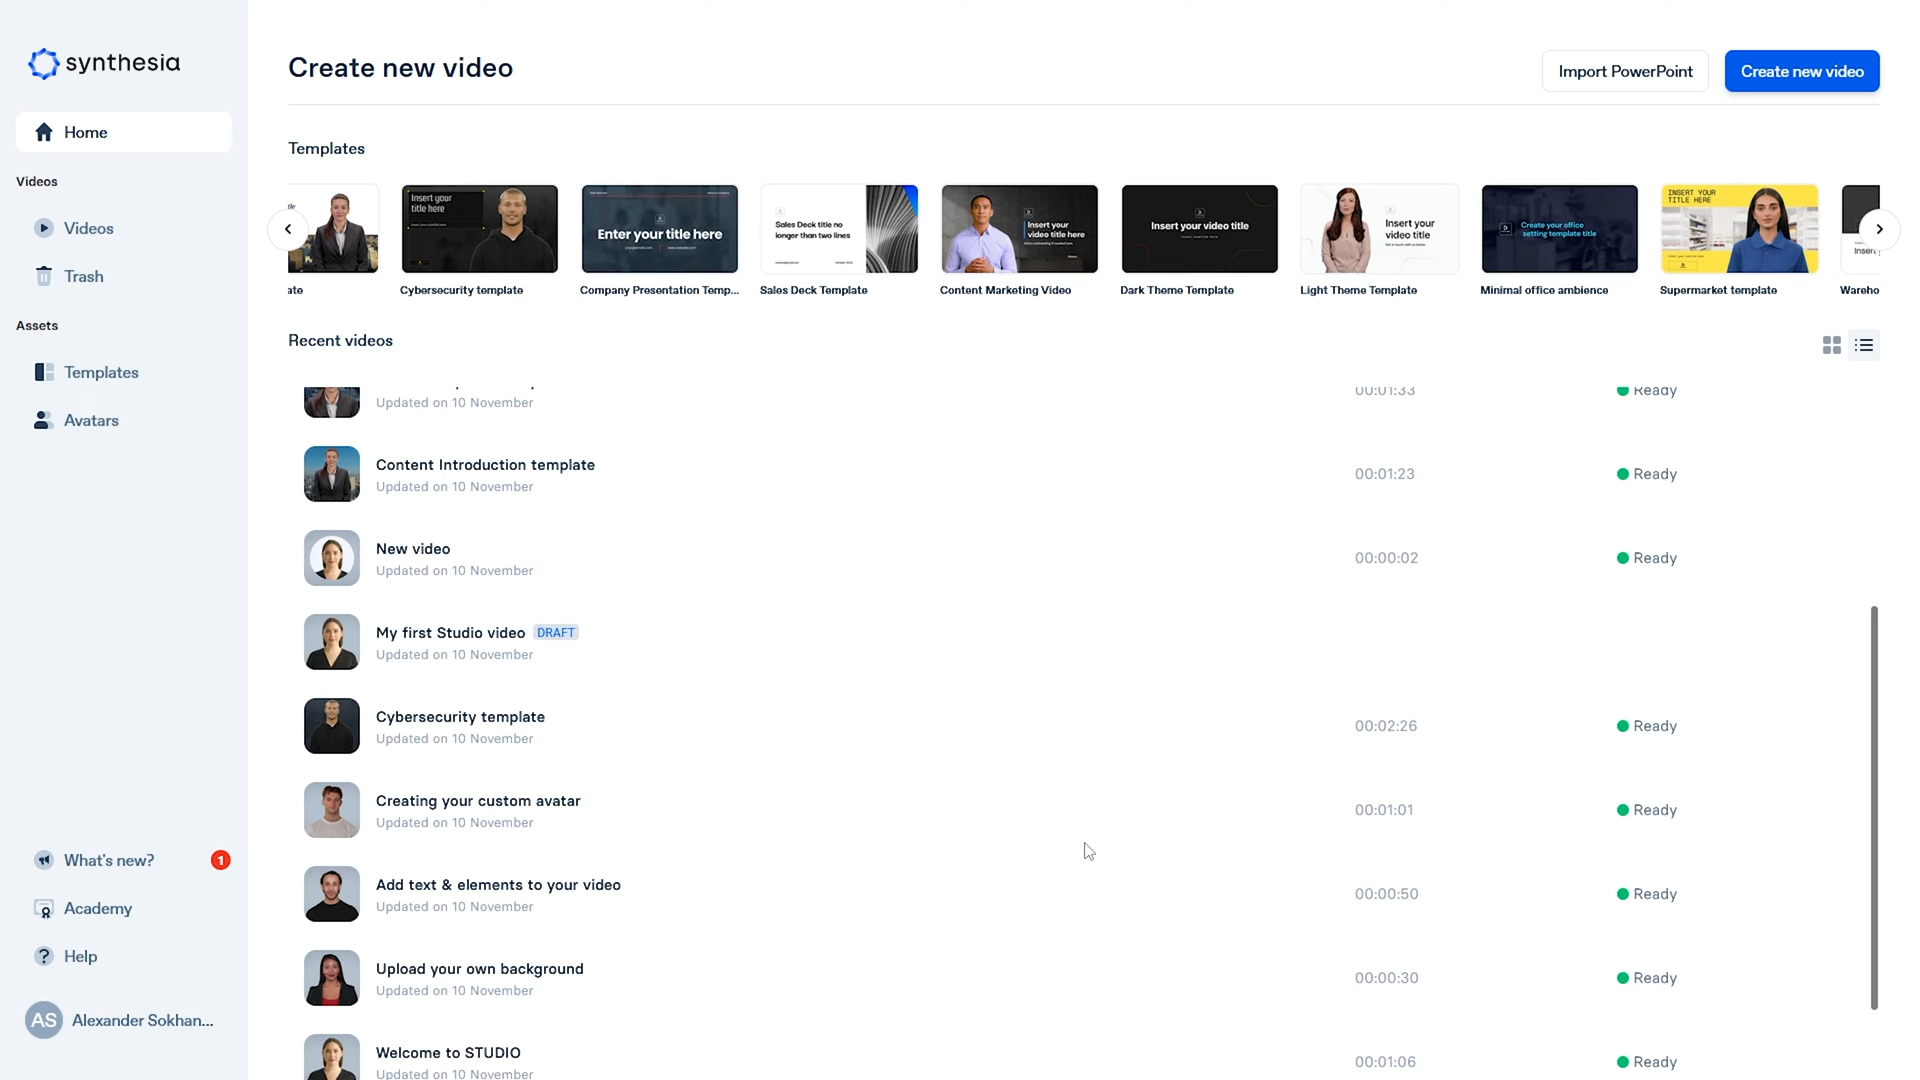 synthesia
Create new video
Import PowerPoint
Create new video
Home
Templates
Videos
Videos
Trash
Insert your
title here
Enter your title here
Sales Deck title no
longer than two lines
Insert your
video title here
Insert your video title
Insert your
video title
Get in touch with us below
Create your office
setting template title
INSERT YOUR
TITLE HERE
ate
Cybersecurity template
Company Presentation Temp...
Sales Deck Template
Content Marketing Video
Dark Theme Template
Light Theme Template
Minimal office ambience
Supermarket template
Wareho
Assets
Recent videos
Templates
Avatars
Updated on 10 November
00:01:33
Ready
Content Introduction template
Updated on 10 November
00:01:23
Ready
New video
Updated on 10 November
00:00:02
Ready
My first Studio video DRAFT
Updated on 10 November
Cybersecurity template
Updated on 10 November
00:02:26
Ready
Creating your custom avatar
Updated on 10 November
00:01:01
Ready
Add text & elements to your video
Updated on 10 November
00:00:50
Ready
Upload your own background
Updated on 10 November
00:00:30
Ready
Welcome to STUDIO
Updated on 10 November
00:01:06
Ready
What's new?
1
Academy
Help
AS
Alexander Sokhan...